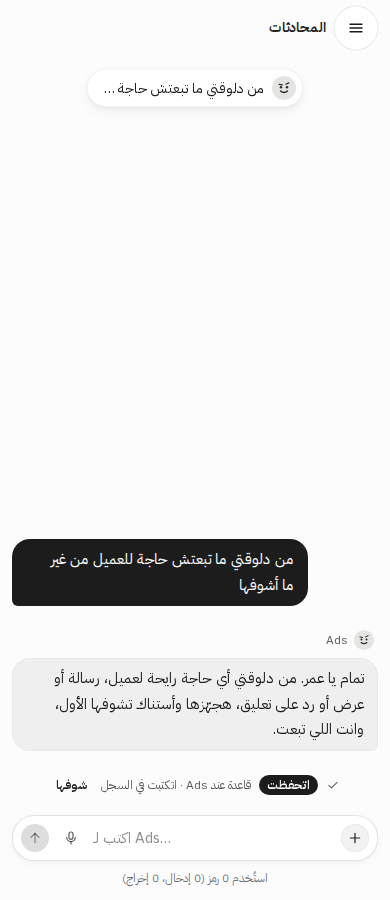 المحادثات
من دلوقتي ما تبعتش حاجة ...
من دلوقتي ما تبعتش حاجة للعميل من غير
ما أشوفها
Ads
تمام يا عمر. من دلوقتي أي حاجة رايحة لعميل، رسالة أو
عرض أو رد على تعليق، هجهّزها وأستناك تشوفها الأول،
وانت اللي تبعت.
اتحفظت قاعدة عند Ads · اتكتبت في السجل شوفها
اكتب لـ Ads...
استُخدم 0 رمز (0 إدخال، 0 إخراج)